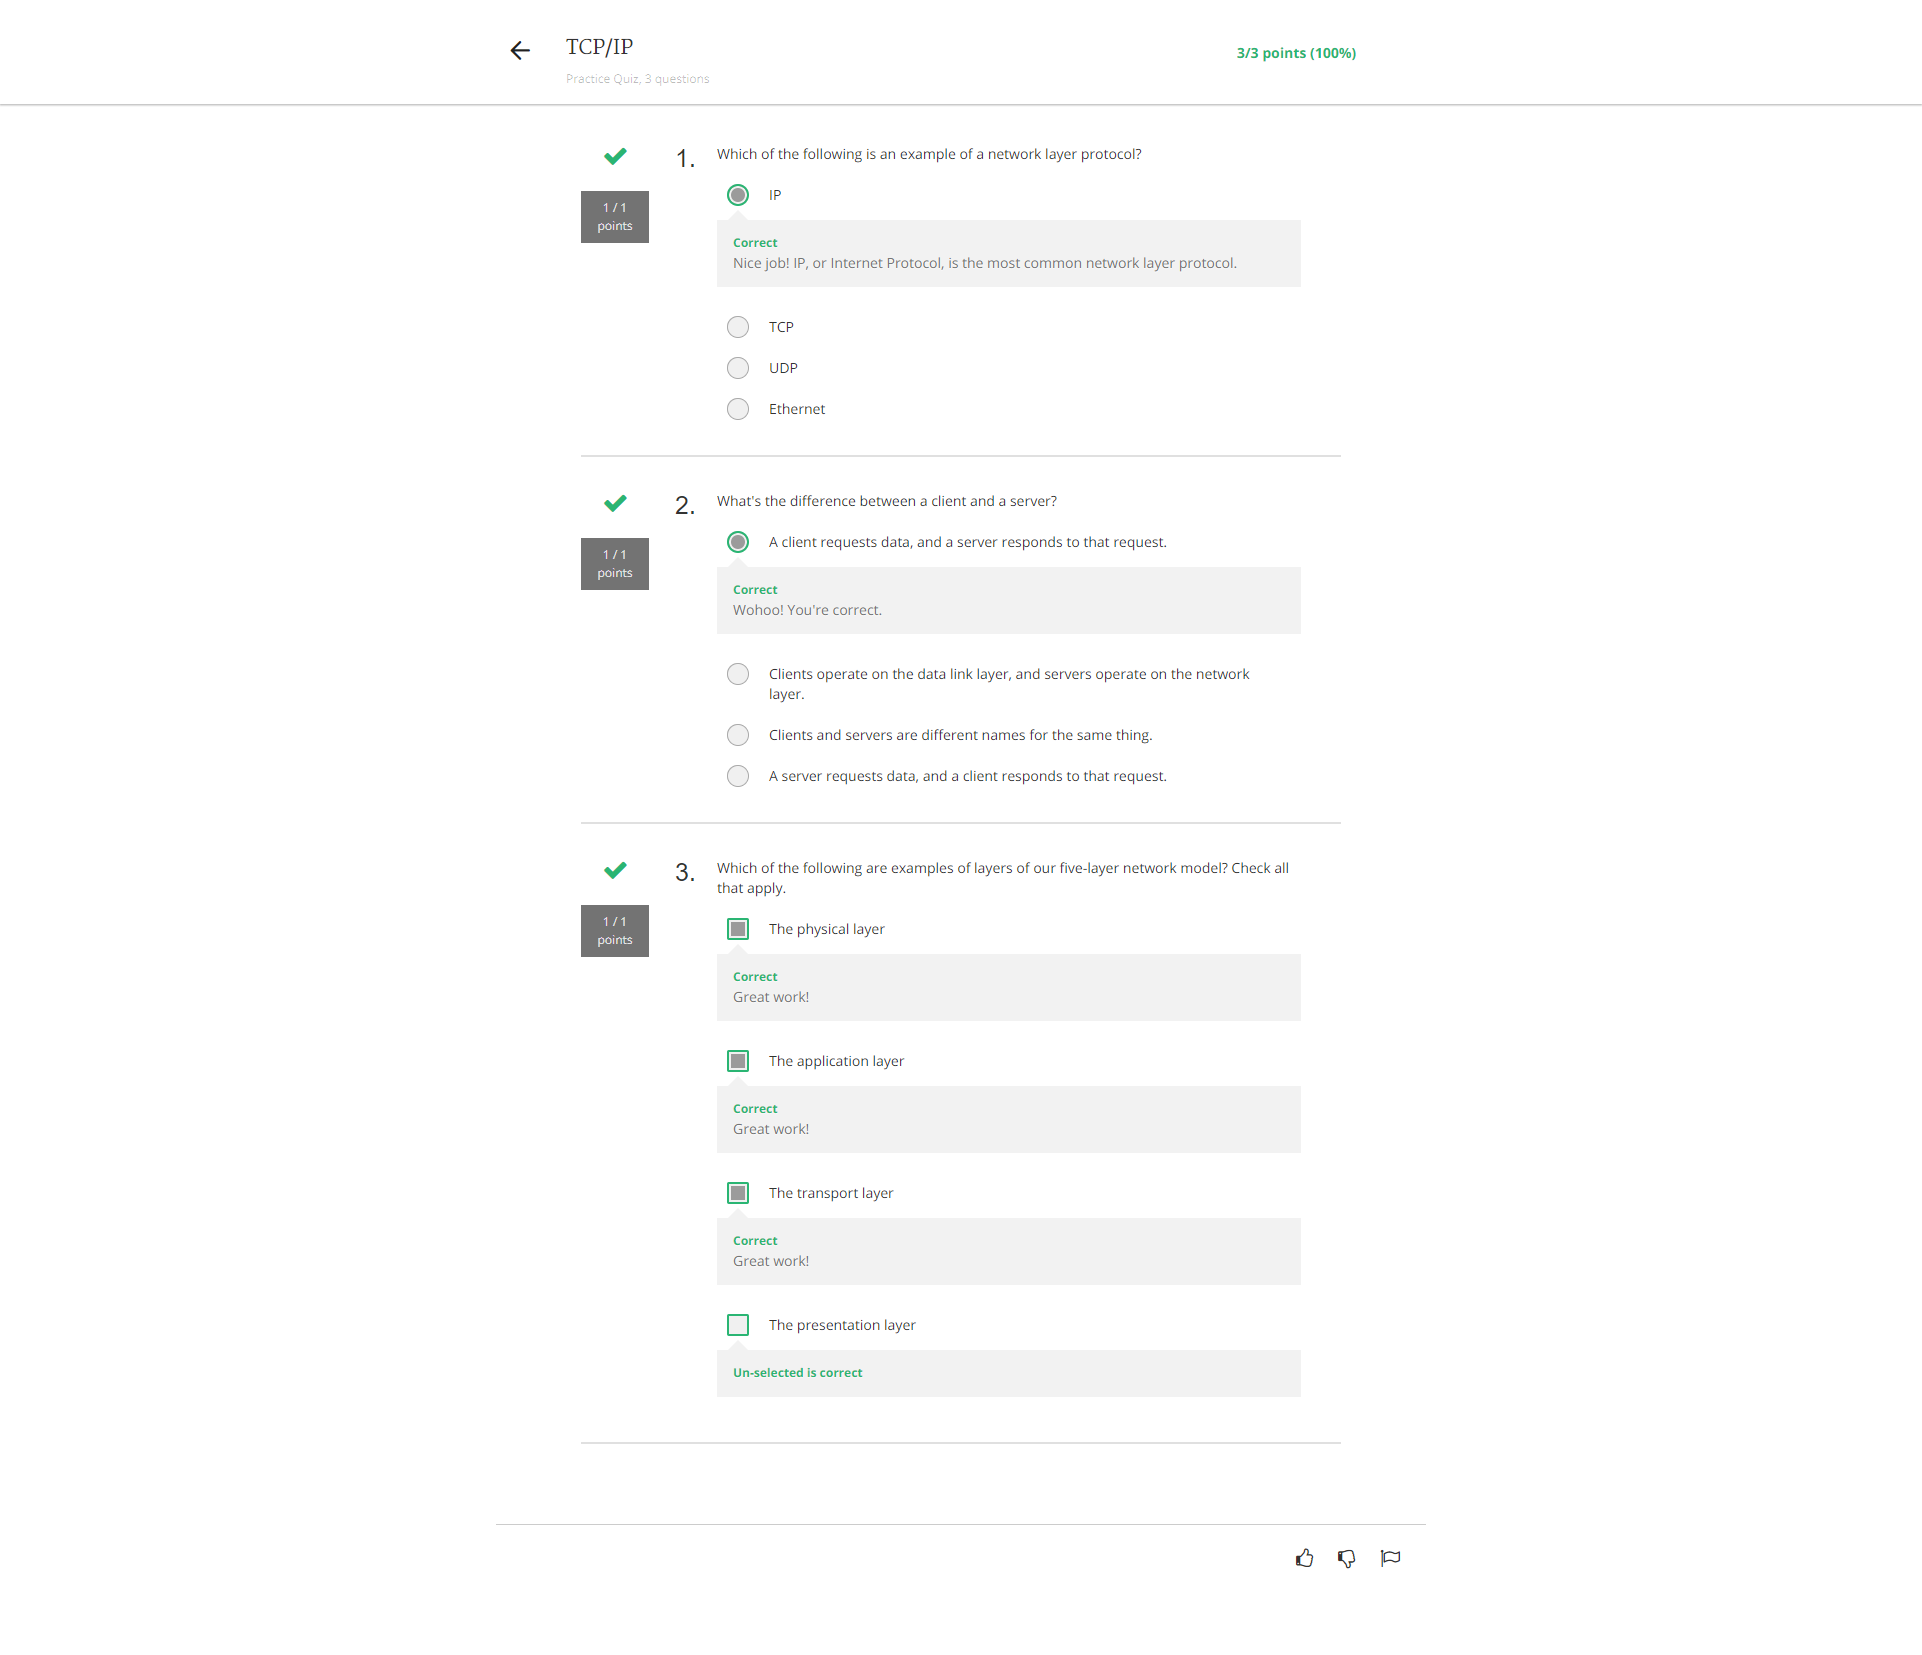 TCP/IP
3/3 points (100%)
Practice Quiz, 3 questions
1.
Which of the following is an example of a network layer protocol?
1 / 1
points
IP
Correct
Nice job! IP, or Internet Protocol, is the most common network layer protocol.
TCP
UDP
Ethernet
2.
What's the difference between a client and a server?
1 / 1
points
A client requests data, and a server responds to that request.
Correct
Wohoo! You're correct.
Clients operate on the data link layer, and servers operate on the network
layer.
Clients and servers are different names for the same thing.
A server requests data, and a client responds to that request.
3.
Which of the following are examples of layers of our five-layer network model? Check all
that apply.
1 / 1
points
The physical layer
Correct
Great work!
The application layer
Correct
Great work!
The transport layer
Correct
Great work!
The presentation layer
Un-selected is correct